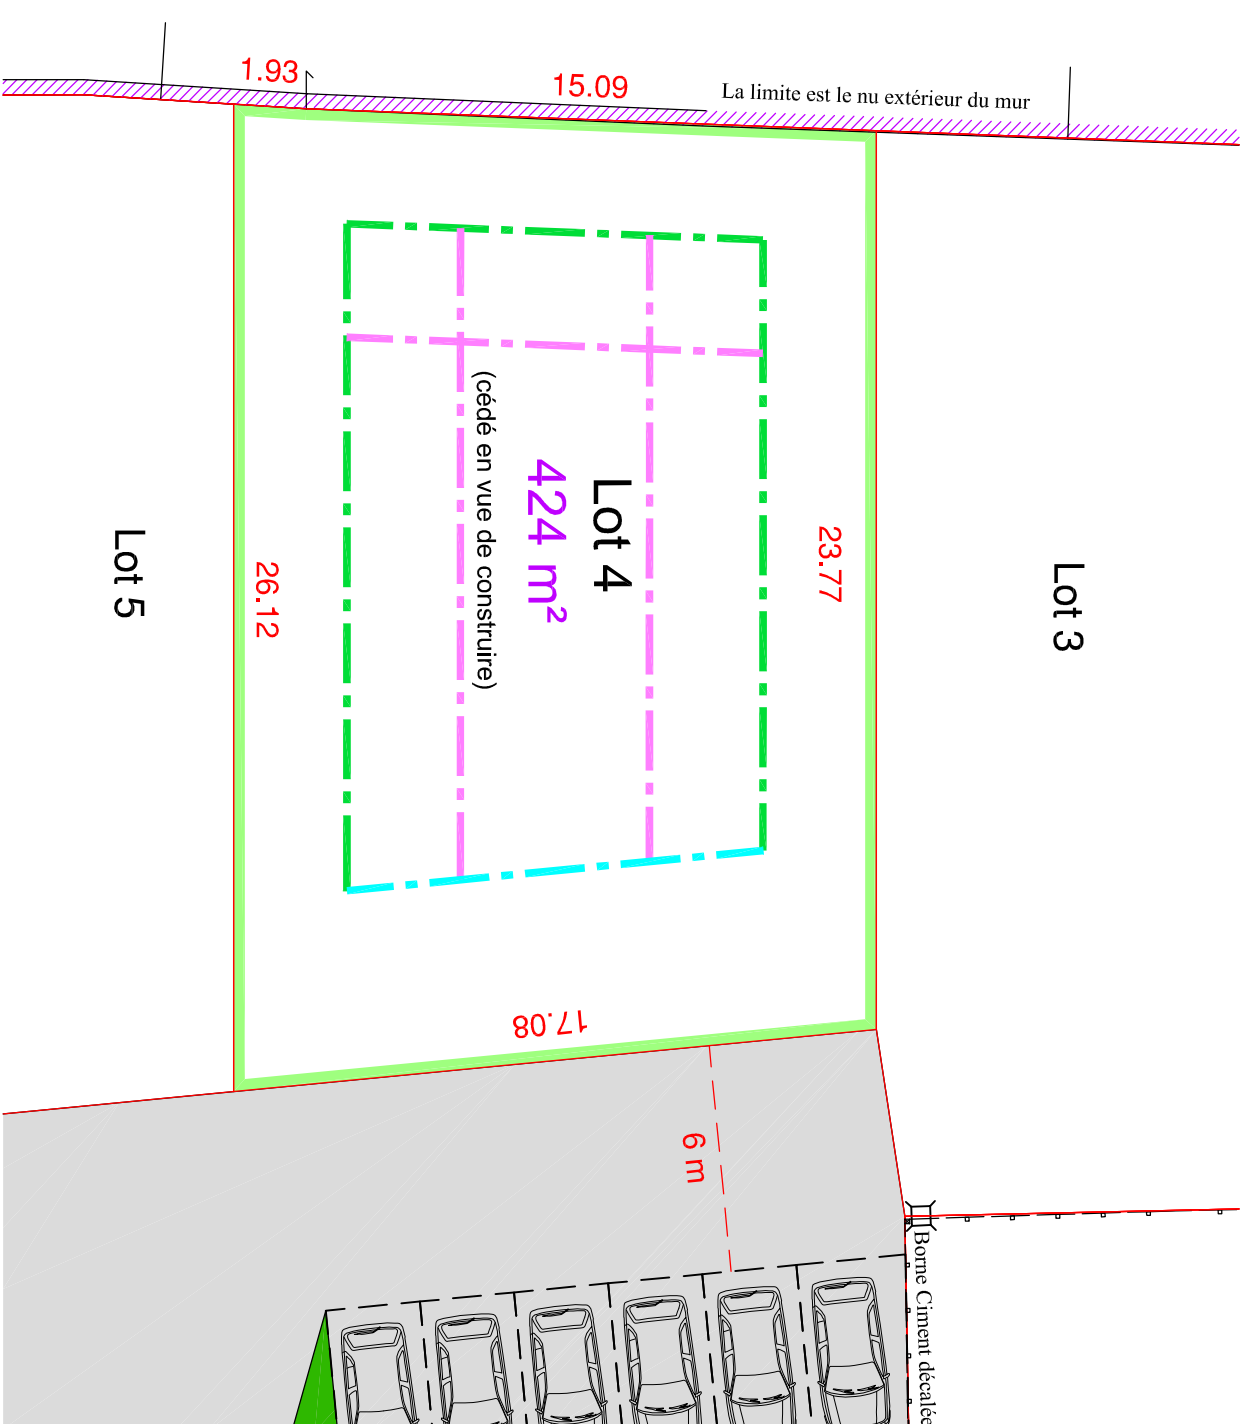 1.93
15.09
La limite est le nu extérieur du mur
Lot 4
424 m²
(cédé en vue de construire)
23.77
26.12
Lot 5
Lot 3
17.08
6 m
Borne Ciment décalée